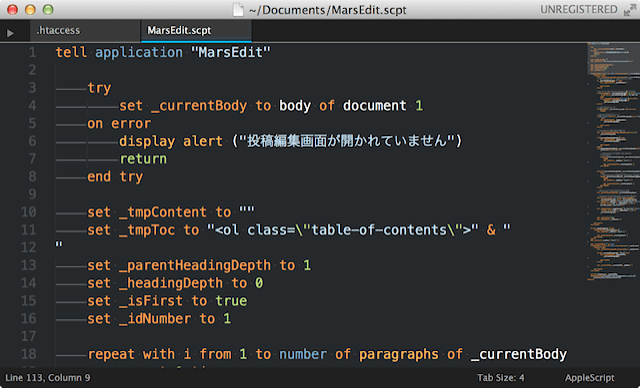 ~/Documents/MarsEdit.scpt
UNREGISTERED
.htaccess
MarsEdit.scpt
1 tell application "MarsEdit"
2
3 try
4 set _currentBody to body of document 1
5 on error
6 display alert ("投稿編集画面が開かれていません")
7 return
8 end try
9
10 set _tmpContent to ""
11 set _tmpToc to "<ol class=\"table-of-contents\">" & "
12 "
13 set _parentHeadingDepth to 1
14 set _headingDepth to 0
15 set _isFirst to true
16 set _idNumber to 1
17
18 repeat with i from 1 to number of paragraphs of _currentBody
Line 113, Column 9
Tab Size: 4
AppleScript